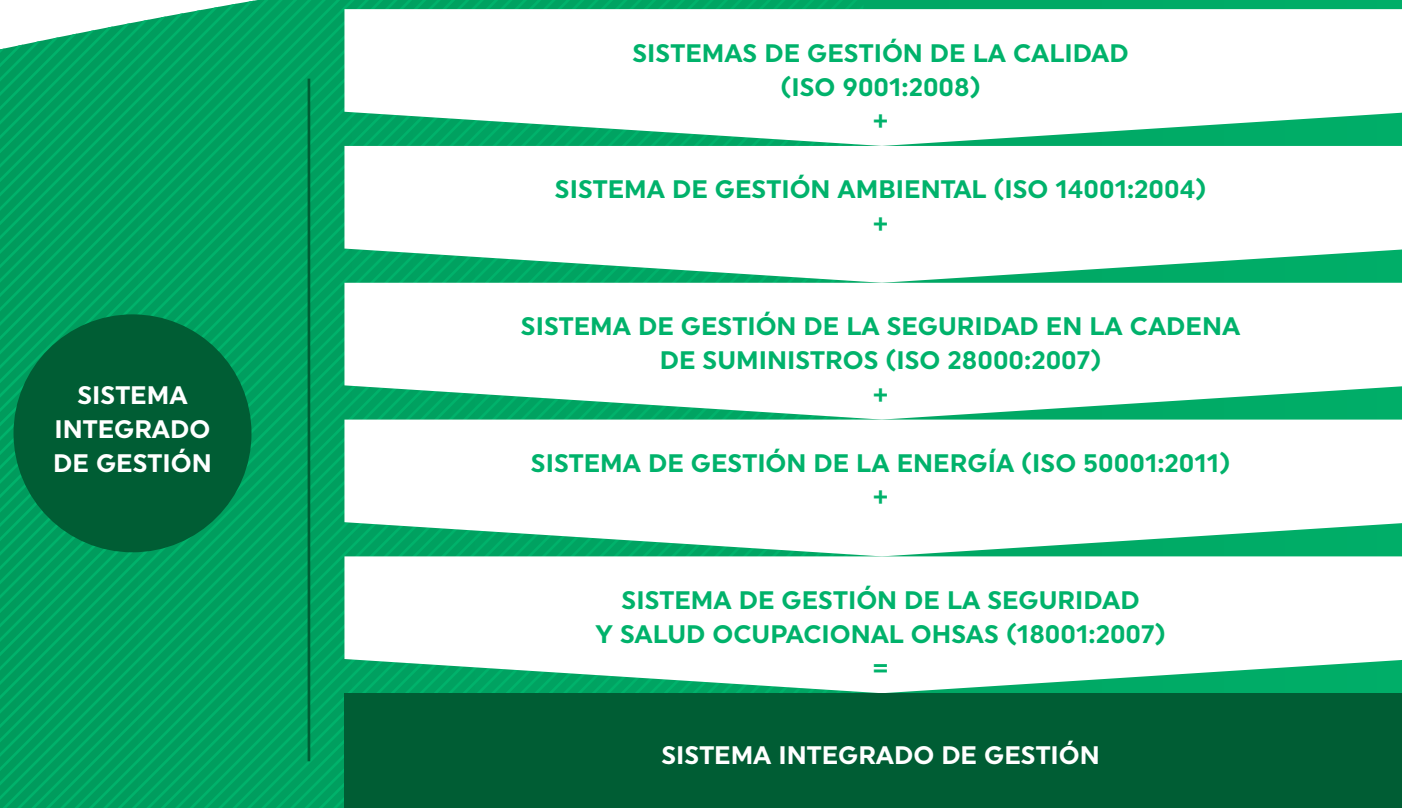 SISTEMA
INTEGRADO
DE GESTIÓN
SISTEMAS DE GESTIÓN DE LA CALIDAD
(ISO 9001:2008)
+
SISTEMA DE GESTIÓN AMBIENTAL (ISO 14001:2004)
+
SISTEMA DE GESTIÓN DE LA SEGURIDAD EN LA CADENA
DE SUMINISTROS (ISO 28000:2007)
+
SISTEMA DE GESTIÓN DE LA ENERGÍA (ISO 50001:2011)
+
SISTEMA DE GESTIÓN DE LA SEGURIDAD
Y SALUD OCUPACIONAL OHSAS (18001:2007)
=
SISTEMA INTEGRADO DE GESTIÓN